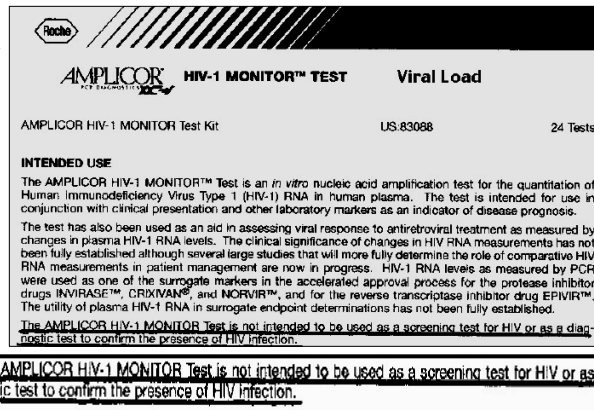 Roche
AMPLICOR HIV-1 MONITOR™ TEST Viral Load
PCR DIAGNOSTICS
AMPLICOR HIV-1 MONITOR Test Kit US:83088 24 Tests
INTENDED USE
The AMPLICOR HIV-1 MONITOR™ Test is an in vitro nucleic acid amplification test for the quantitation of
Human Immunodeficiency Virus Type 1 (HIV-1) RNA in human plasma. The test is intended for use in
conjunction with clinical presentation and other laboratory markers as an indicator of disease prognosis.
The test has also been used as an aid in assessing viral response to antiretroviral treatment as measured by
changes in plasma HIV-1 RNA levels. The clinical significance of changes in HIV RNA measurements has not
been fully established although several large studies that will more fully determine the role of comparative HIV
RNA measurements in patient management are now in progress. HIV-1 RNA levels as measured by PCR
were used as one of the surrogate markers in the accelerated approval process for the protease inhibitor
drugs INVIRASE™, CRIXIVAN®, and NORVIR™, and for the reverse transcriptase inhibitor drug EPIVIR™.
The utility of plasma HIV-1 RNA in surrogate endpoint determinations has not been fully established.
The AMPLICOR HIV-1 MONITOR Test is not intended to be used as a screening test for HIV or as a diag-
nostic test to confirm the presence of HIV infection.
AMPLICOR HIV-1 MONITOR Test is not intended to be used as a screening test for HIV or as
ic test to confirm the presence of HIV infection.